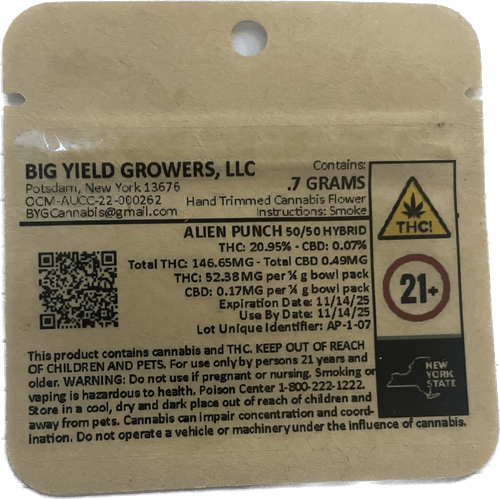 BIG YIELD GROWERS, LLC
Potsdam, New York 13676
OCM-AUCC-22-000262
BYGCannabis@gmail.com
Contains:
.7 GRAMS
Hand Trimmed Cannabis Flower
Instructions: Smoke
ALIEN PUNCH 50/50 HYBRID
THC: 20.95% - CBD: 0.07%
Total THC: 146.65MG - Total CBD 0.49MG
THC: 52.38MG per ¼ g bowl pack
CBD: 0.17MG per ¼ g bowl pack
Expiration Date: 11/14/25
Use By Date: 11/14/25
Lot Unique Identifier: AP-1-07
THC!
21+
NEW
YORK
STATE
This product contains cannabis and THC. KEEP OUT OF REACH
OF CHILDREN AND PETS. For use only by persons 21 years and
older. WARNING: Do not use if pregnant or nursing. Smoking or
vaping is hazardous to health. Poison Center 1-800-222-1222.
Store in a cool, dry and dark place out of reach of children and
away from pets. Cannabis can impair concentration and coord-
ination. Do not operate a vehicle or machinery under the influence of cannabis.